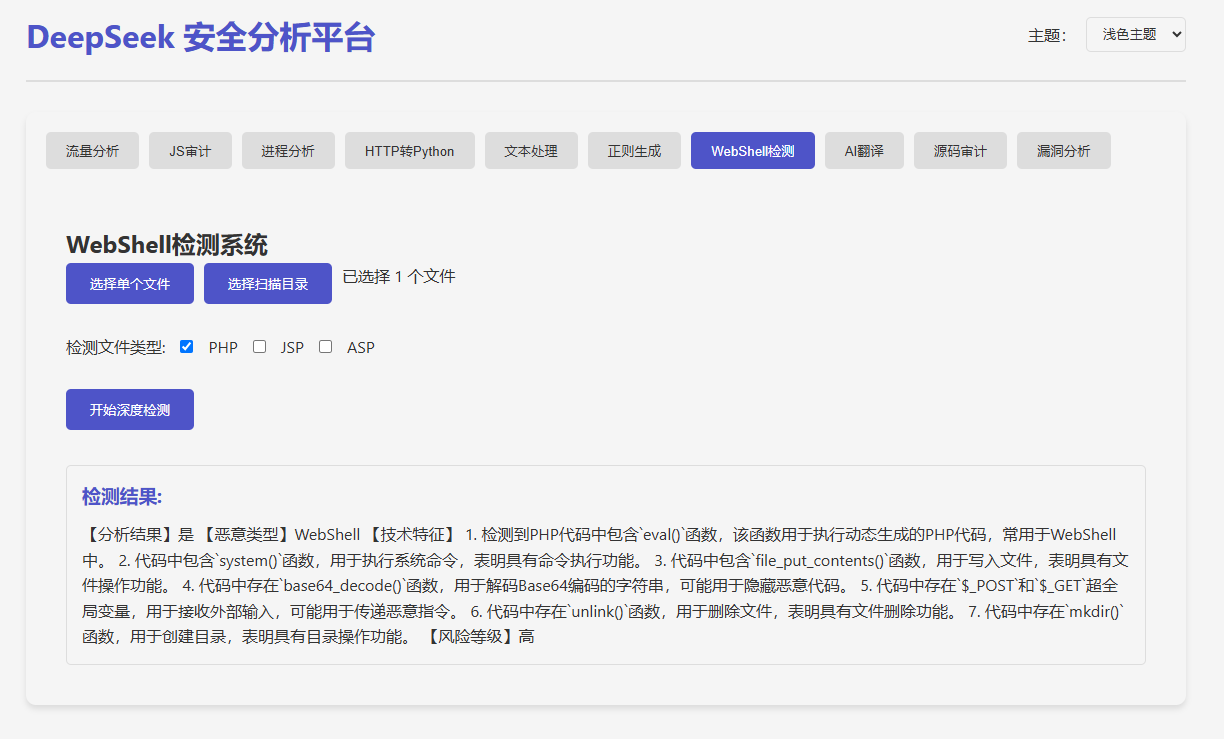 DeepSeek 安全分析平台
主题：
浅色主题
流量分析
JS审计
进程分析
HTTP转Python
文本处理
正则生成
WebShell检测
AI翻译
源码审计
漏洞分析
WebShell检测系统
选择单个文件
选择扫描目录
已选择 1 个文件
检测文件类型:
PHP
JSP
ASP
开始深度检测
检测结果:
【分析结果】是 【恶意类型】WebShell 【技术特征】 1. 检测到PHP代码中包含`eval()`函数，该函数用于执行动态生成的PHP代码，常用于WebShell
中。 2. 代码中包含`system()`函数，用于执行系统命令，表明具有命令执行功能。 3. 代码中包含`file_put_contents()`函数，用于写入文件，表明具有文
件操作功能。 4. 代码中存在`base64_decode()`函数，用于解码Base64编码的字符串，可能用于隐藏恶意代码。 5. 代码中存在`$_POST`和`$_GET`超全
局变量，用于接收外部输入，可能用于传递恶意指令。 6. 代码中存在`unlink()`函数，用于删除文件，表明具有文件删除功能。 7. 代码中存在`mkdir()`
函数，用于创建目录，表明具有目录操作功能。 【风险等级】高